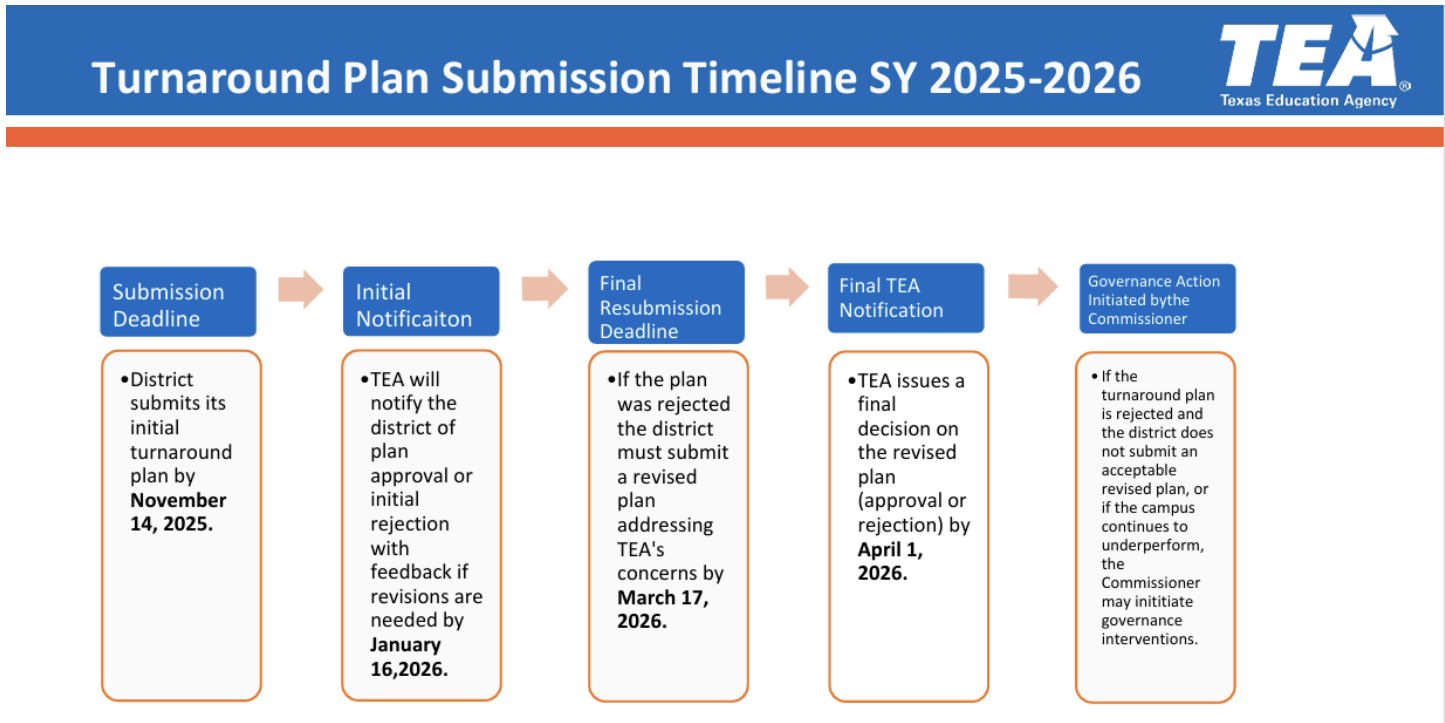 Turnaround Plan Submission Timeline SY 2025-2026
TEA®
Texas Education Agency
Submission
Deadline
•District
submits its
initial
turnaround
plan by
November
14, 2025.
Initial
Notificaiton
•TEA will
notify the
district of
plan
approval or
initial
rejection
with
feedback if
revisions are
needed by
January
16,2026.
Final
Resubmission
Deadline
•If the plan
was rejected
the district
must submit
a revised
plan
addressing
TEA's
concerns by
March 17,
2026.
Final TEA
Notification
•TEA issues a
final
decision on
the revised
plan
(approval or
rejection) by
April 1,
2026.
Governance Action
Initiated bythe
Commissioner
• If the
turnaround plan
is rejected and
the district does
not submit an
acceptable
revised plan, or
if the campus
continues to
underperform,
the
Commissioner
may inititiate
governance
interventions.